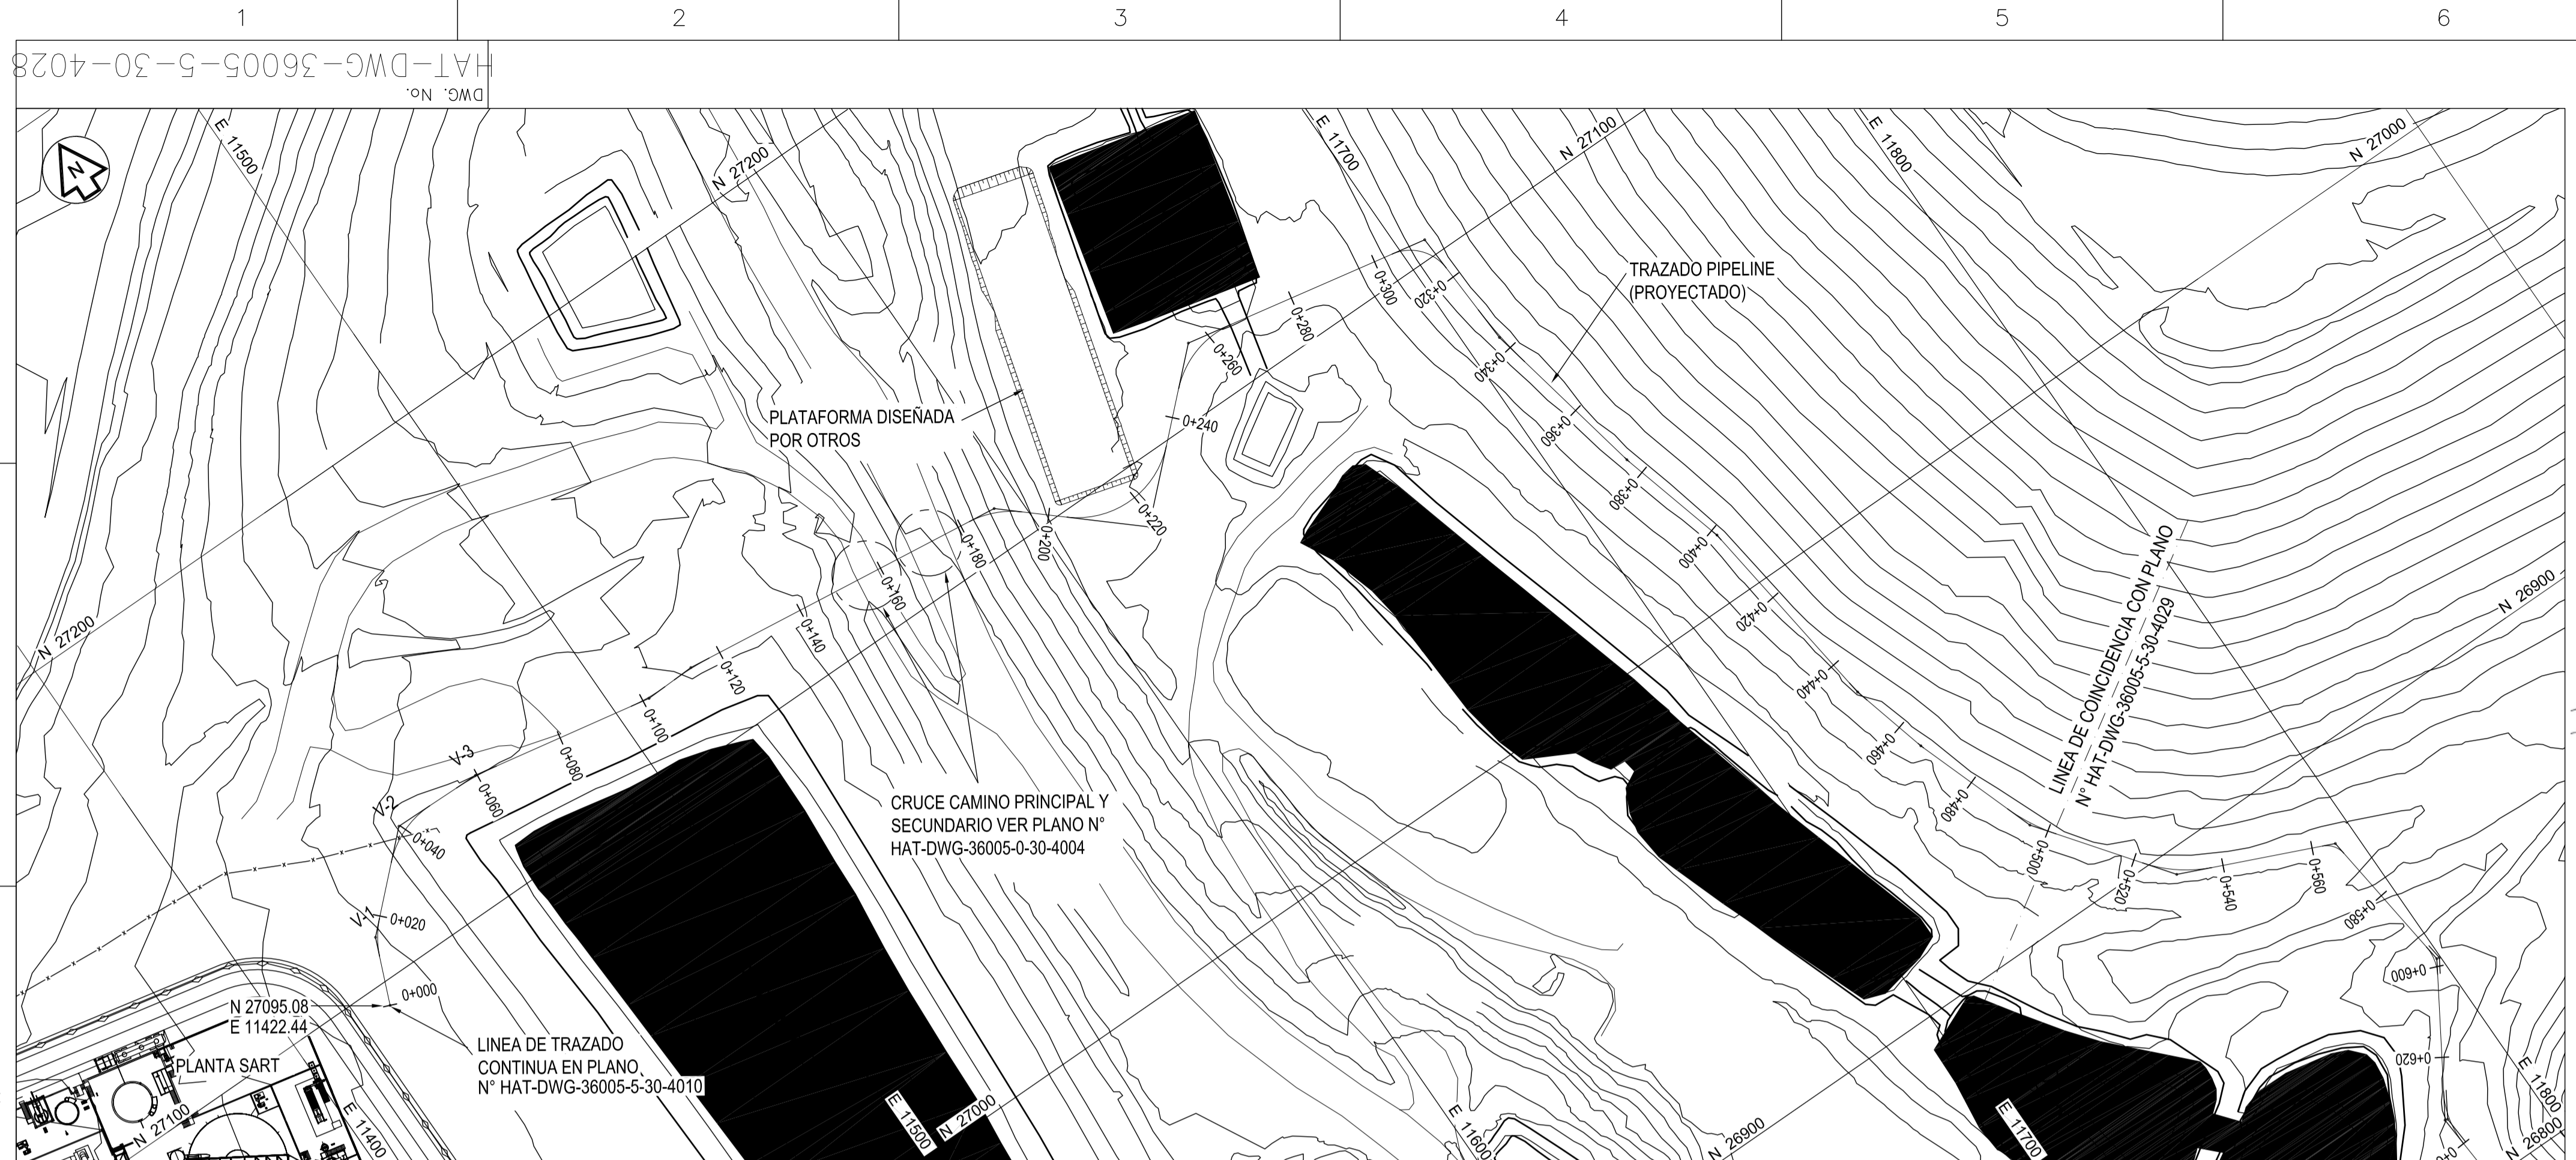 1
2
3
4
5
6
HAT-DWG-36005-5-30-4028
DWG. No.
N
E 11500
N 27200
E 11700
N 27100
E 11800
N 27000
TRAZADO PIPELINE
(PROYECTADO)
PLATAFORMA DISEÑADA
POR OTROS
0+300
0+320
0+280
0+260
0+340
0+240
0+360
0+380
0+220
0+200
0+180
0+400
0+160
0+420
0+140
0+440
0+120
0+460
0+100
0+480
0+080
0+060
0+500
0+520
0+540
0+560
0+580
0+040
0+020
0+600
0+000
0+620
N 27200
V-3
V-2
V-1
LINEA DE COINCIDENCIA CON PLANO
N° HAT-DWG-36005-5-30-4029
N 26900
CRUCE CAMINO PRINCIPAL Y
SECUNDARIO VER PLANO N°
HAT-DWG-36005-0-30-4004
N 27095.08
E 11422.44
LINEA DE TRAZADO
CONTINUA EN PLANO
N° HAT-DWG-36005-5-30-4010
PLANTA SART
N 27100
E 11400
E 11500
N 27000
E 11600
N 26900
E 11700
E 11800
N 26800